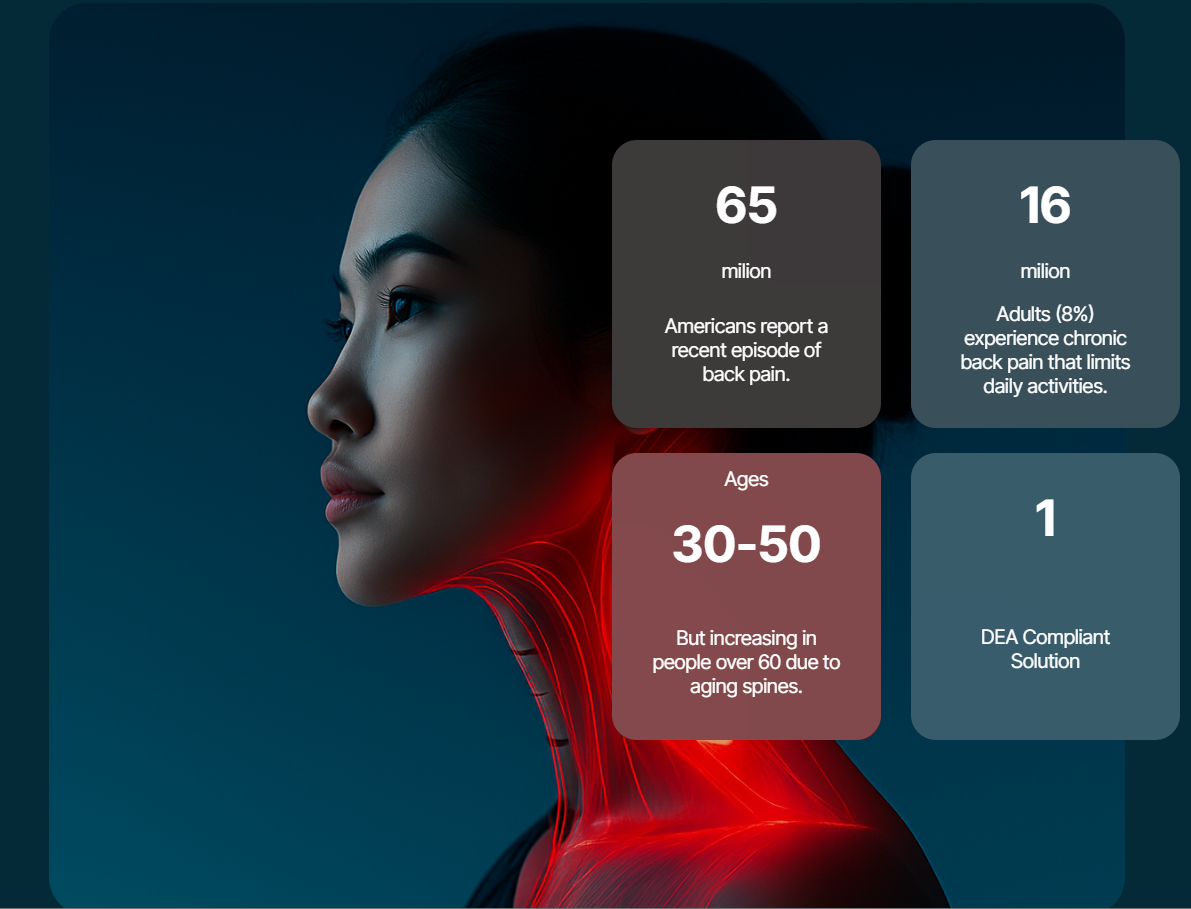 65
milion
Americans report a
recent episode of
back pain.
16
milion
Adults (8%)
experience chronic
back pain that limits
daily activities.
Ages
30-50
But increasing in
people over 60 due to
aging spines.
1
DEA Compliant
Solution